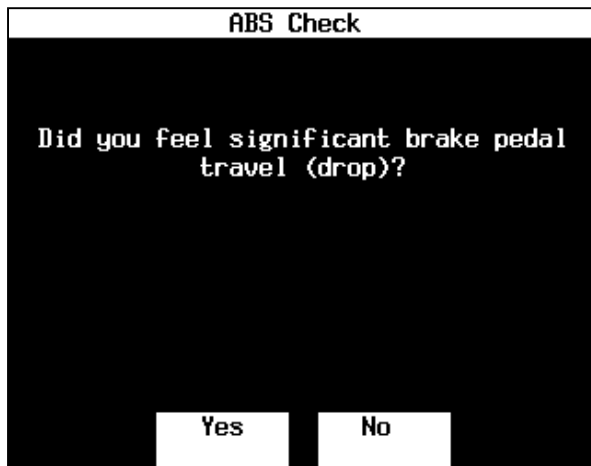 ABS Check
Did you feel significant brake pedal
travel (drop)?
Yes
No